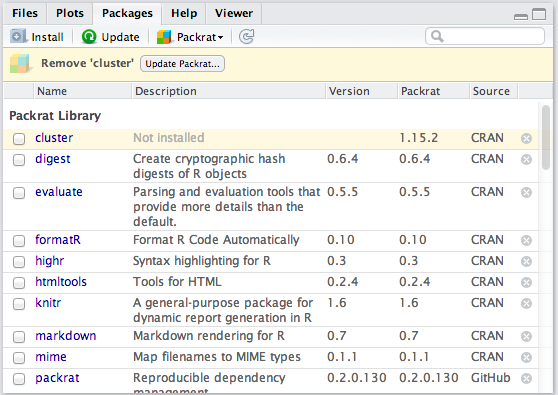 Files Plots Packages Help Viewer
Install Update Packrat
Remove 'cluster' Update Packrat...
Name Description Version Packrat Source
Packrat Library
cluster Not installed 1.15.2 CRAN
digest Create cryptographic hash 0.6.4 0.6.4 CRAN
digests of R objects
evaluate Parsing and evaluation tools that 0.5.5 0.5.5 CRAN
provide more details than the
default.
formatR Format R Code Automatically 0.10 0.10 CRAN
highr Syntax highlighting for R 0.3 0.3 CRAN
htmltools Tools for HTML 0.2.4 0.2.4 CRAN
knitr A general-purpose package for 1.6 1.6 CRAN
dynamic report generation in R
markdown Markdown rendering for R 0.7 0.7 CRAN
mime Map filenames to MIME types 0.1.1 0.1.1 CRAN
packrat Reproducible dependency 0.2.0.130 0.2.0.130 GitHub
management